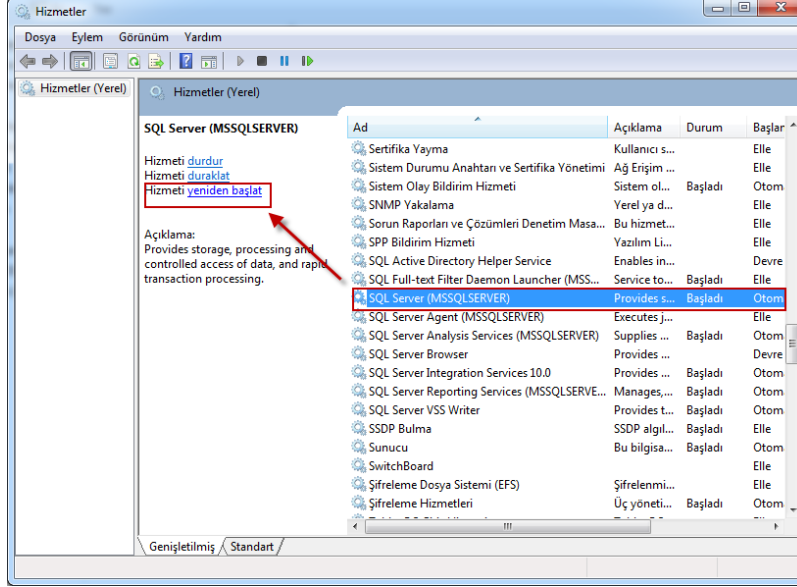 Hizmetler
Dosya Eylem Görünüm Yardım
Hizmetler (Yerel)
Hizmetler (Yerel)
SQL Server (MSSQLSERVER)
Hizmeti durdur
Hizmeti duraklat
Hizmeti yeniden başlat
Açıklama:
Provides storage, processing and
controlled access of data, and rapid
transaction processing.
Ad Açıklama Durum Başlar
Sertifika Yayma Kullanıcı s... Elle
Sistem Durumu Anahtarı ve Sertifika Yönetimi Ağ Erişim ... Elle
Sistem Olay Bildirim Hizmeti Sistem ol... Başladı Otom
SNMP Yakalama Yerel ya d... Elle
Sorun Raporları ve Çözümleri Denetim Masa... Bu hizmet... Elle
SPP Bildirim Hizmeti Yazılım Li... Elle
SQL Active Directory Helper Service Enables in... Devre
SQL Full-text Filter Daemon Launcher (MSS... Service to... Başladı Elle
SQL Server (MSSQLSERVER) Provides s... Başladı Otom
SQL Server Agent (MSSQLSERVER) Executes j... Elle
SQL Server Analysis Services (MSSQLSERVER) Supplies ... Başladı Otom
SQL Server Browser Provides ... Devre
SQL Server Integration Services 10.0 Provides ... Başladı Otom
SQL Server Reporting Services (MSSQLSERVE... Manages,... Başladı Otom
SQL Server VSS Writer Provides t... Başladı Otom
SSDP Bulma SSDP algıl... Başladı Elle
Sunucu Bu bilgisa... Başladı Otom
SwitchBoard Elle
Şifreleme Dosya Sistemi (EFS) Şifrelenmi... Elle
Şifreleme Hizmetleri Üç yöneti... Başladı Otom
Genişletilmiş Standart